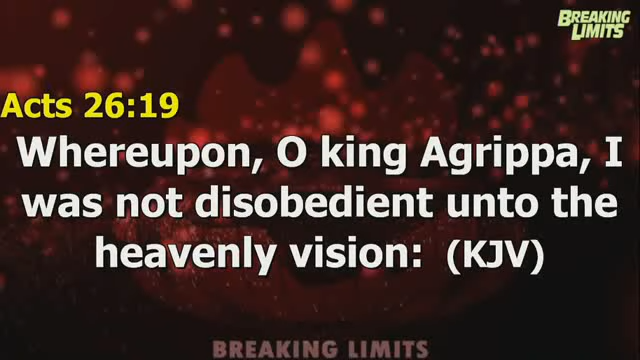 BREAKING
LIMITS
Acts 26:19
Whereupon, O king Agrippa, I
was not disobedient unto the
heavenly vision: (KJV)
BREAKING LIMITS